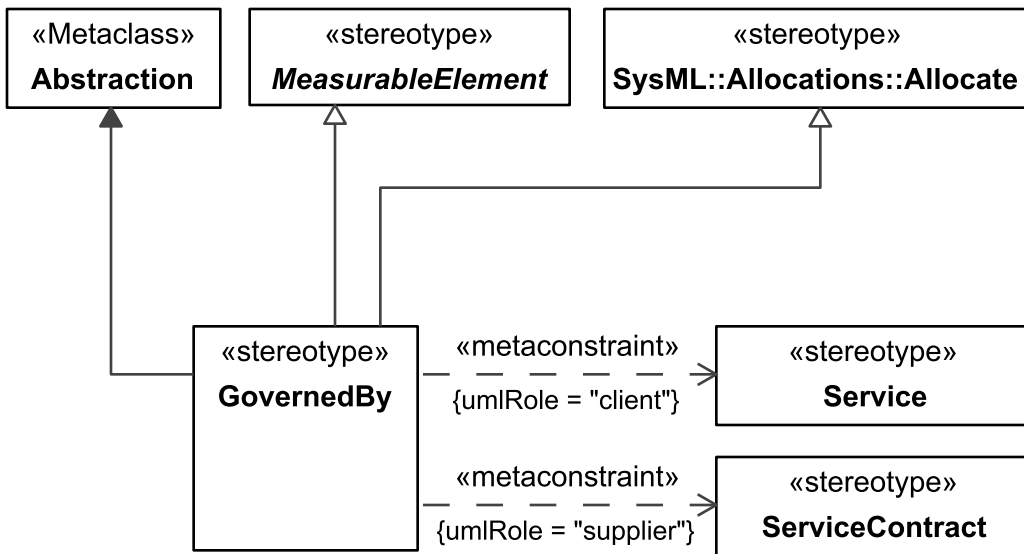 «Metaclass»
Abstraction
«stereotype»
MeasurableElement
«stereotype»
SysML::Allocations::Allocate
«stereotype»
GovernedBy
«metaconstraint»
{umlRole = "client"}
«stereotype»
Service
«metaconstraint»
{umlRole = "supplier"}
«stereotype»
ServiceContract